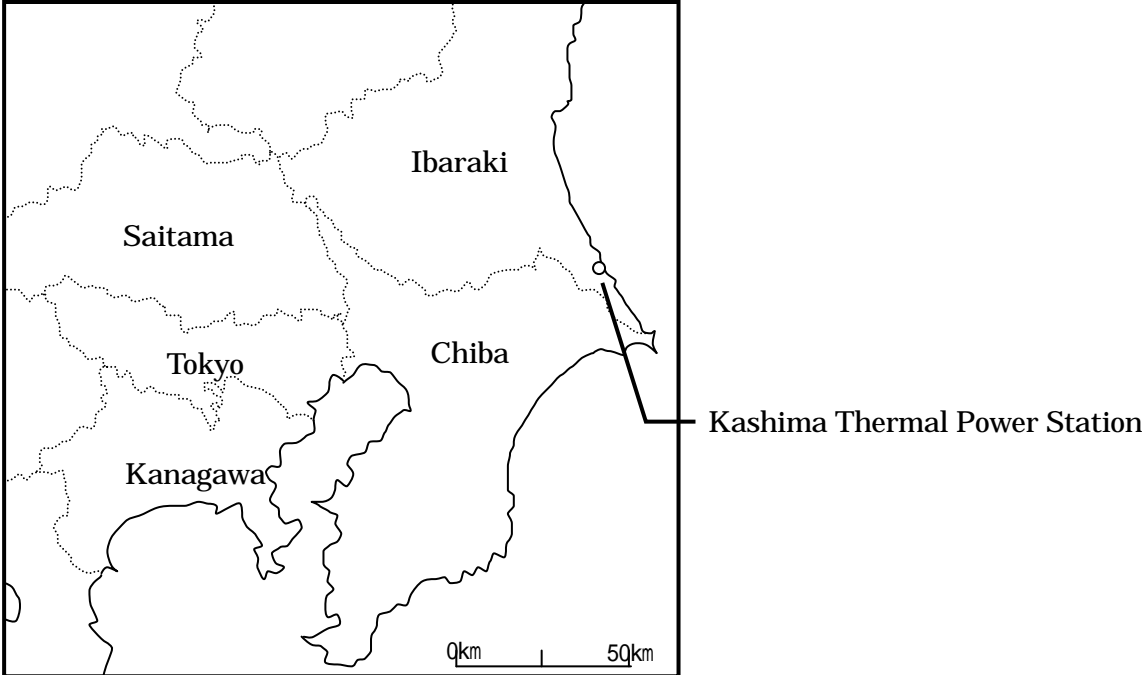 Ibaraki
Saitama
Chiba
Tokyo
Kashima Thermal Power Station
Kanagawa
0km 50km